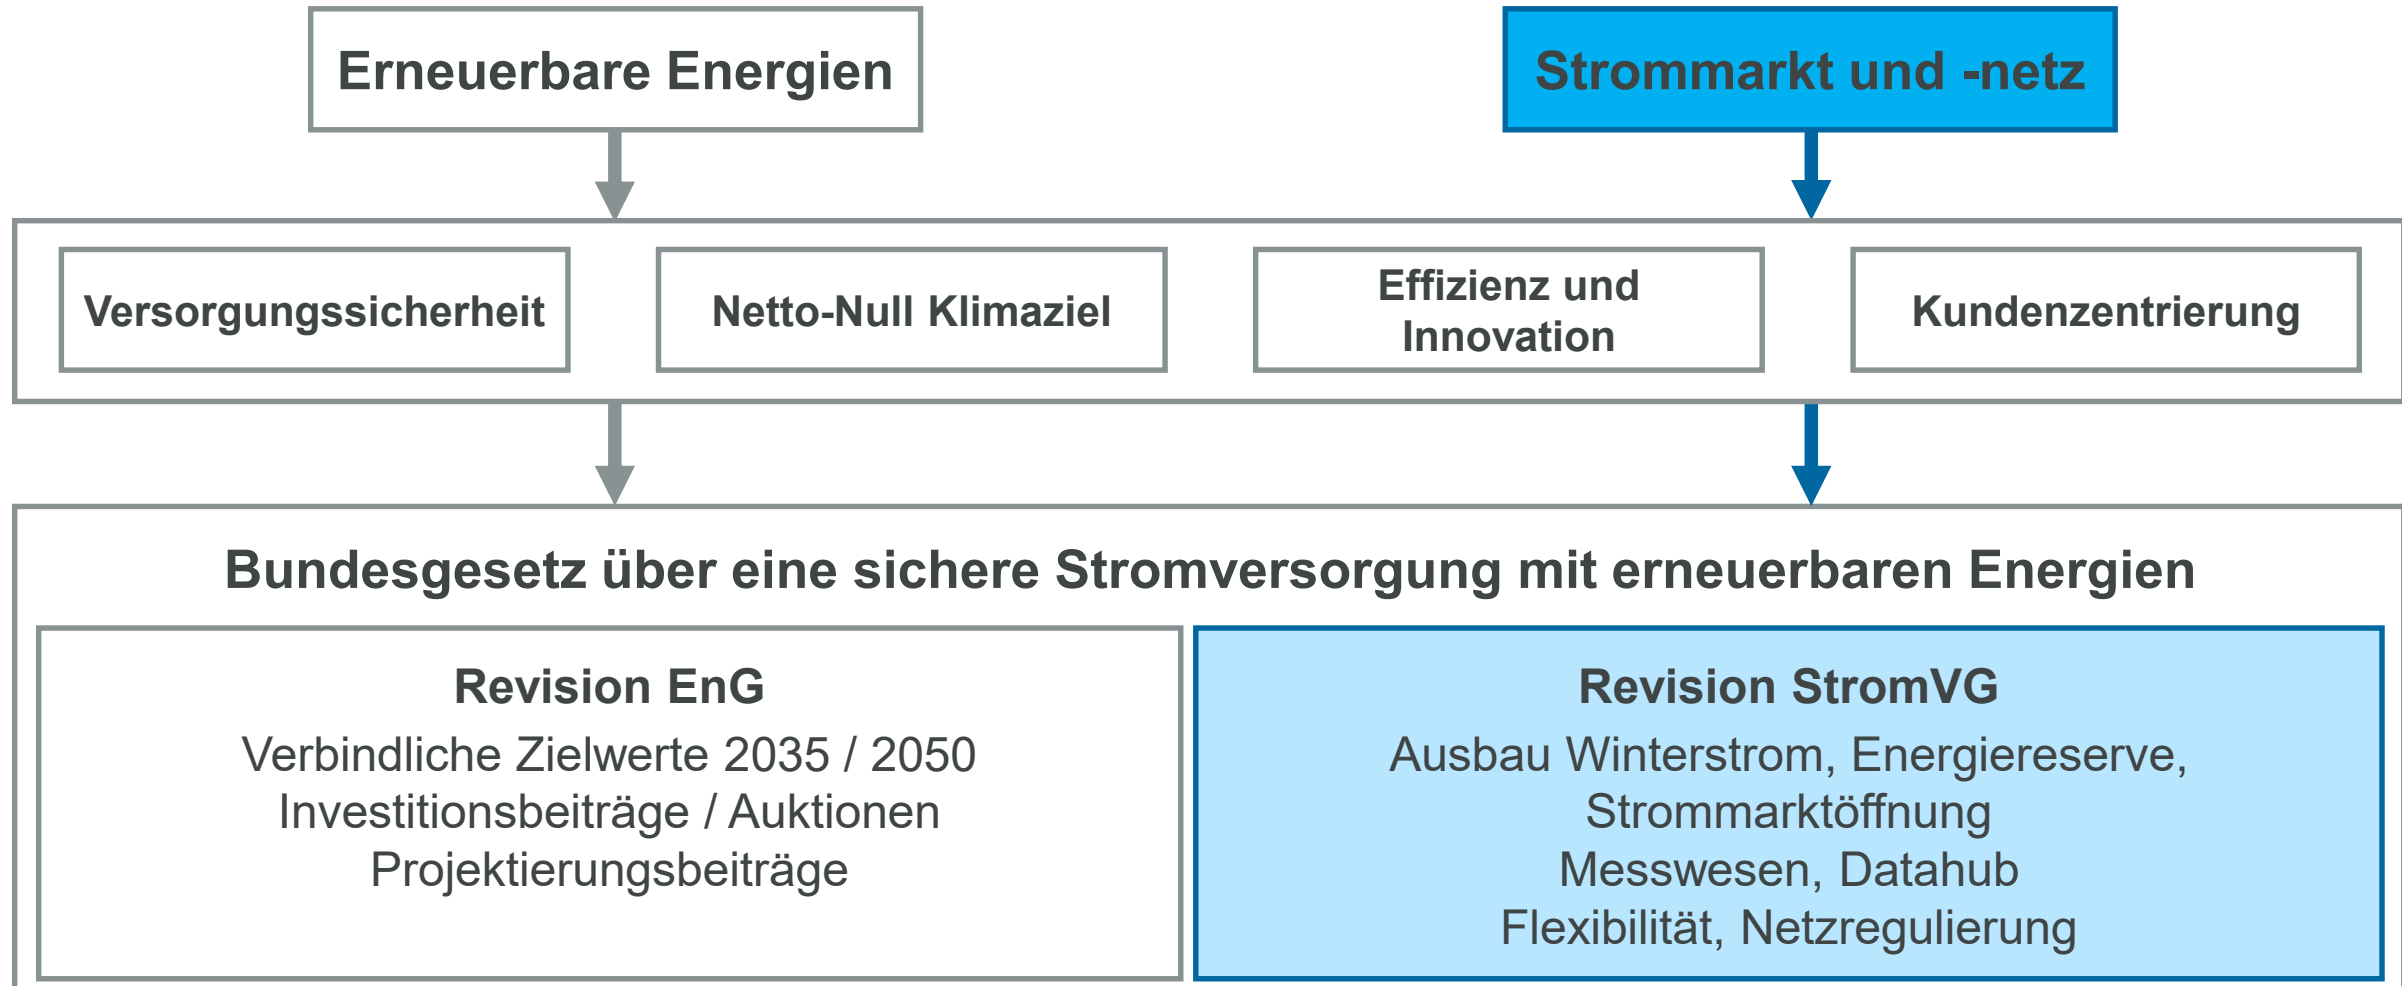 Erneuerbare Energien
Strommarkt und -netz
Versorgungssicherheit
Netto-Null Klimaziel
Effizienz und
Innovation
Kundenzentrierung
Bundesgesetz über eine sichere Stromversorgung mit erneuerbaren Energien
Revision EnG
Verbindliche Zielwerte 2035 / 2050
Investitionsbeiträge / Auktionen
Projektierungsbeiträge
Revision StromVG
Ausbau Winterstrom, Energiereserve,
Strommarktöffnung
Messwesen, Datahub
Flexibilität, Netzregulierung